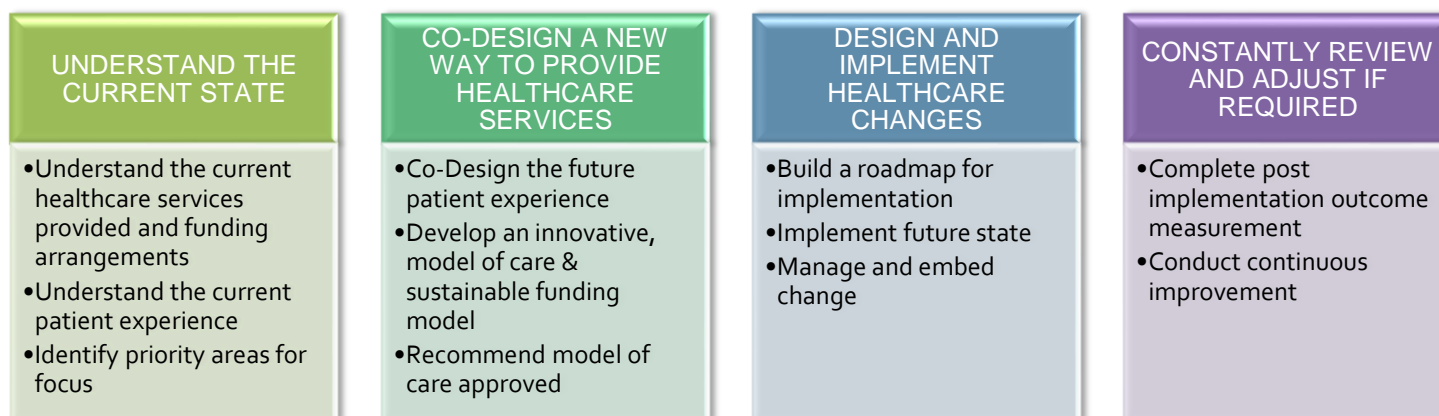 UNDERSTAND THE
CURRENT STATE
•Understand the current
healthcare services
provided and funding
arrangements
•Understand the current
patient experience
•Identify priority areas for
focus
CO-DESIGN A NEW
WAY TO PROVIDE
HEALTHCARE
SERVICES
•Co-Design the future
patient experience
•Develop an innovative,
model of care &
sustainable funding
model
•Recommend model of
care approved
DESIGN AND
IMPLEMENT
HEALTHCARE
CHANGES
•Build a roadmap for
implementation
•Implement future state
•Manage and embed
change
CONSTANTLY REVIEW
AND ADJUST IF
REQUIRED
•Complete post
implementation outcome
measurement
•Conduct continuous
improvement